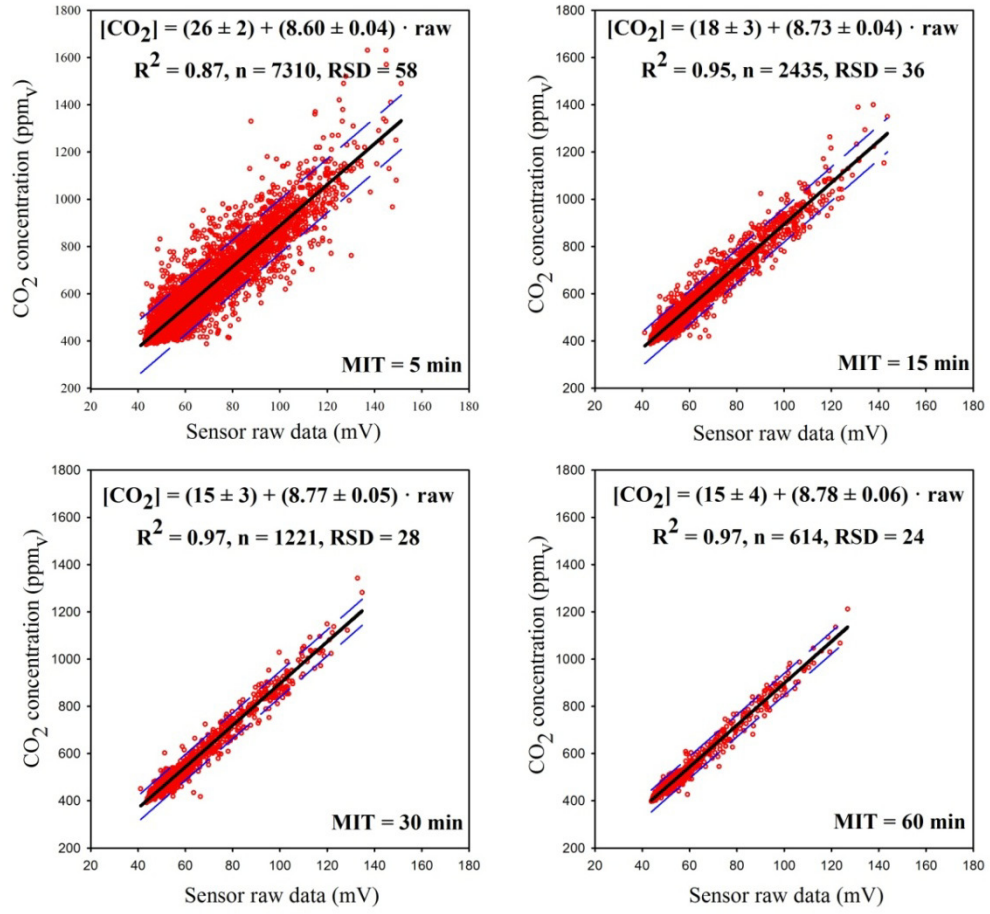 [CO2] = (26 ± 2) + (8.60 ± 0.04) · raw
R2 = 0.87, n = 7310, RSD = 58
CO2 concentration (ppmv)
1800
1600
1400
1200
1000
800
600
400
200
MIT = 5 min
20 40 60 80 100 120 140 160 180
Sensor raw data (mV)
[CO2] = (18 ± 3) + (8.73 ± 0.04) · raw
R2 = 0.95, n = 2435, RSD = 36
CO2 concentration (ppmv)
1800
1600
1400
1200
1000
800
600
400
200
MIT = 15 min
20 40 60 80 100 120 140 160 180
Sensor raw data (mV)
[CO2] = (15 ± 3) + (8.77 ± 0.05) · raw
R2 = 0.97, n = 1221, RSD = 28
CO2 concentration (ppmv)
1800
1600
1400
1200
1000
800
600
400
200
MIT = 30 min
20 40 60 80 100 120 140 160 180
Sensor raw data (mV)
[CO2] = (15 ± 4) + (8.78 ± 0.06) · raw
R2 = 0.97, n = 614, RSD = 24
CO2 concentration (ppmv)
1800
1600
1400
1200
1000
800
600
400
200
MIT = 60 min
20 40 60 80 100 120 140 160 180
Sensor raw data (mV)